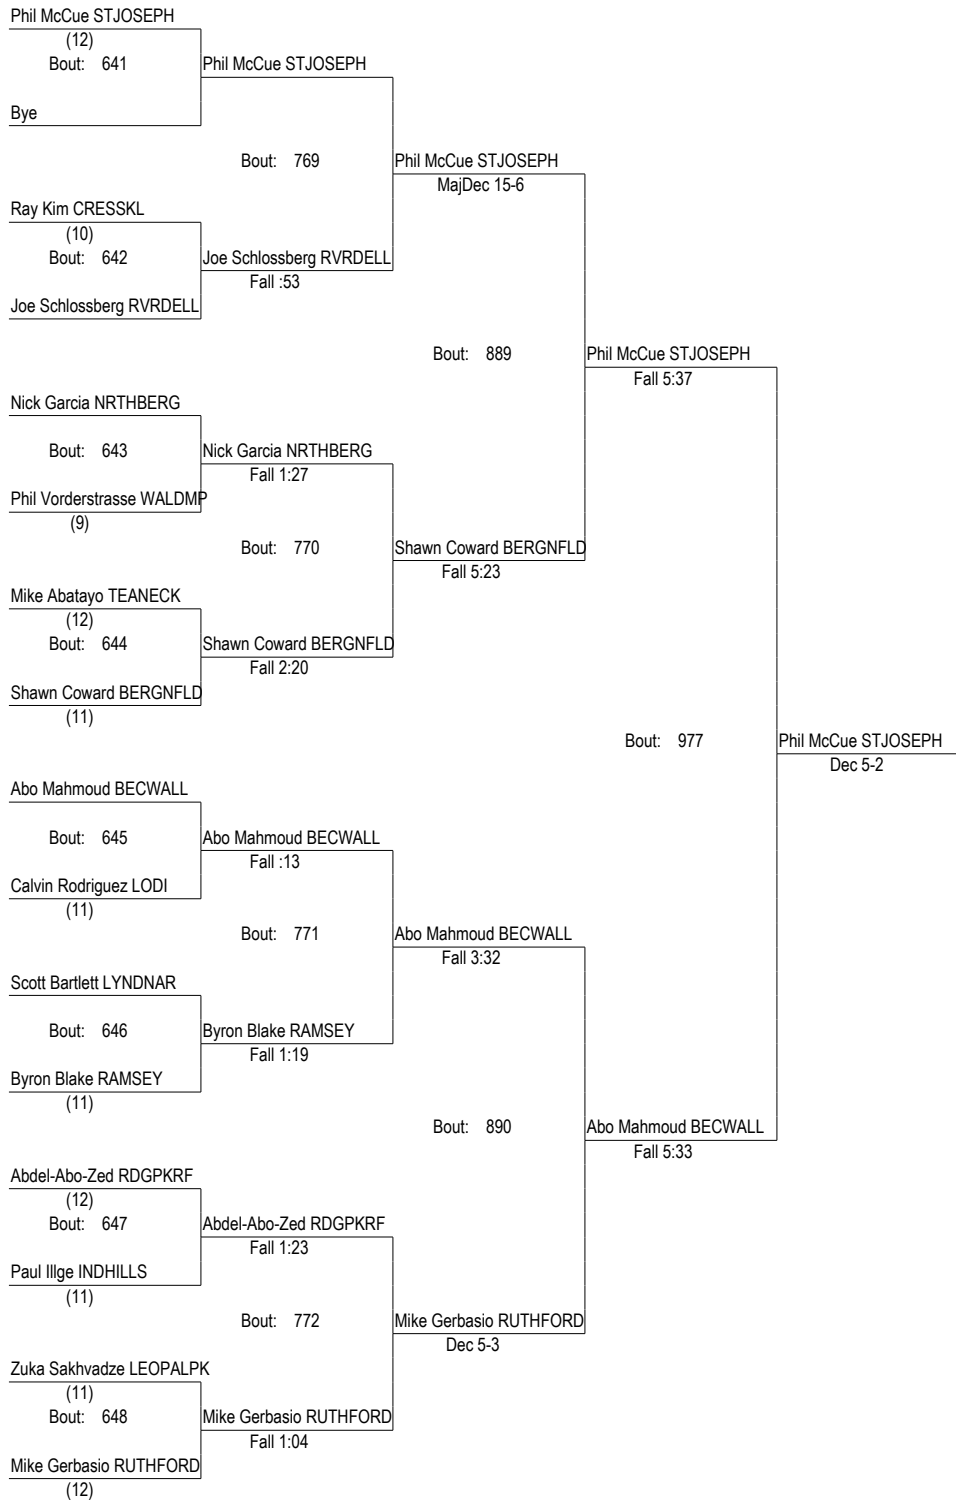 Phil McCue STJOSEPH
(12)
Bout: 641
Phil McCue STJOSEPH
Bye
Bout: 769
Phil McCue STJOSEPH
MajDec 15-6
Ray Kim CRESSKL
(10)
Bout: 642
Joe Schlossberg RVRDELL
Fall :53
Joe Schlossberg RVRDELL
Bout: 889
Phil McCue STJOSEPH
Fall 5:37
Nick Garcia NRTHBERG
Bout: 643
Nick Garcia NRTHBERG
Fall 1:27
Phil Vorderstrasse WALDMP
(9)
Bout: 770
Shawn Coward BERGNFLD
Fall 5:23
Mike Abatayo TEANECK
(12)
Bout: 644
Shawn Coward BERGNFLD
Fall 2:20
Shawn Coward BERGNFLD
(11)
Bout: 977
Phil McCue STJOSEPH
Dec 5-2
Abo Mahmoud BECWALL
Bout: 645
Abo Mahmoud BECWALL
Fall :13
Calvin Rodriguez LODI
(11)
Bout: 771
Abo Mahmoud BECWALL
Fall 3:32
Scott Bartlett LYNDNAR
Bout: 646
Byron Blake RAMSEY
Fall 1:19
Byron Blake RAMSEY
(11)
Bout: 890
Abo Mahmoud BECWALL
Fall 5:33
Abdel-Abo-Zed RDGPKRF
(12)
Bout: 647
Abdel-Abo-Zed RDGPKRF
Fall 1:23
Paul Illge INDHILLS
(11)
Bout: 772
Mike Gerbasio RUTHFORD
Dec 5-3
Zuka Sakhvadze LEOPALPK
(11)
Bout: 648
Mike Gerbasio RUTHFORD
Fall 1:04
Mike Gerbasio RUTHFORD
(12)